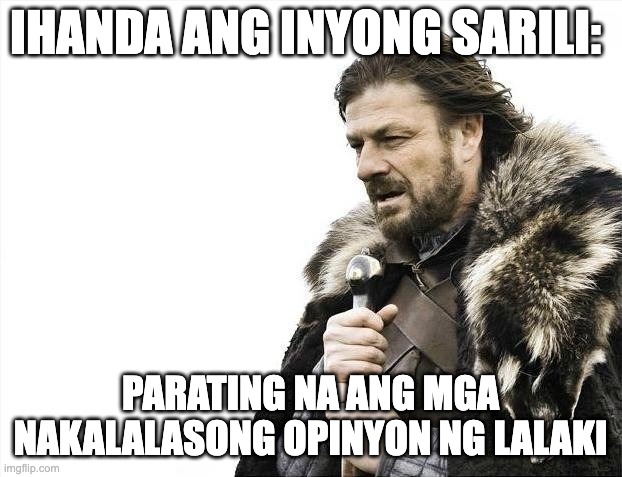 IHANDA ANG INYONG SARILI:
PARATING NA ANG MGA
NAKALALASONG OPINYON NG LALAKI
imgflip.com